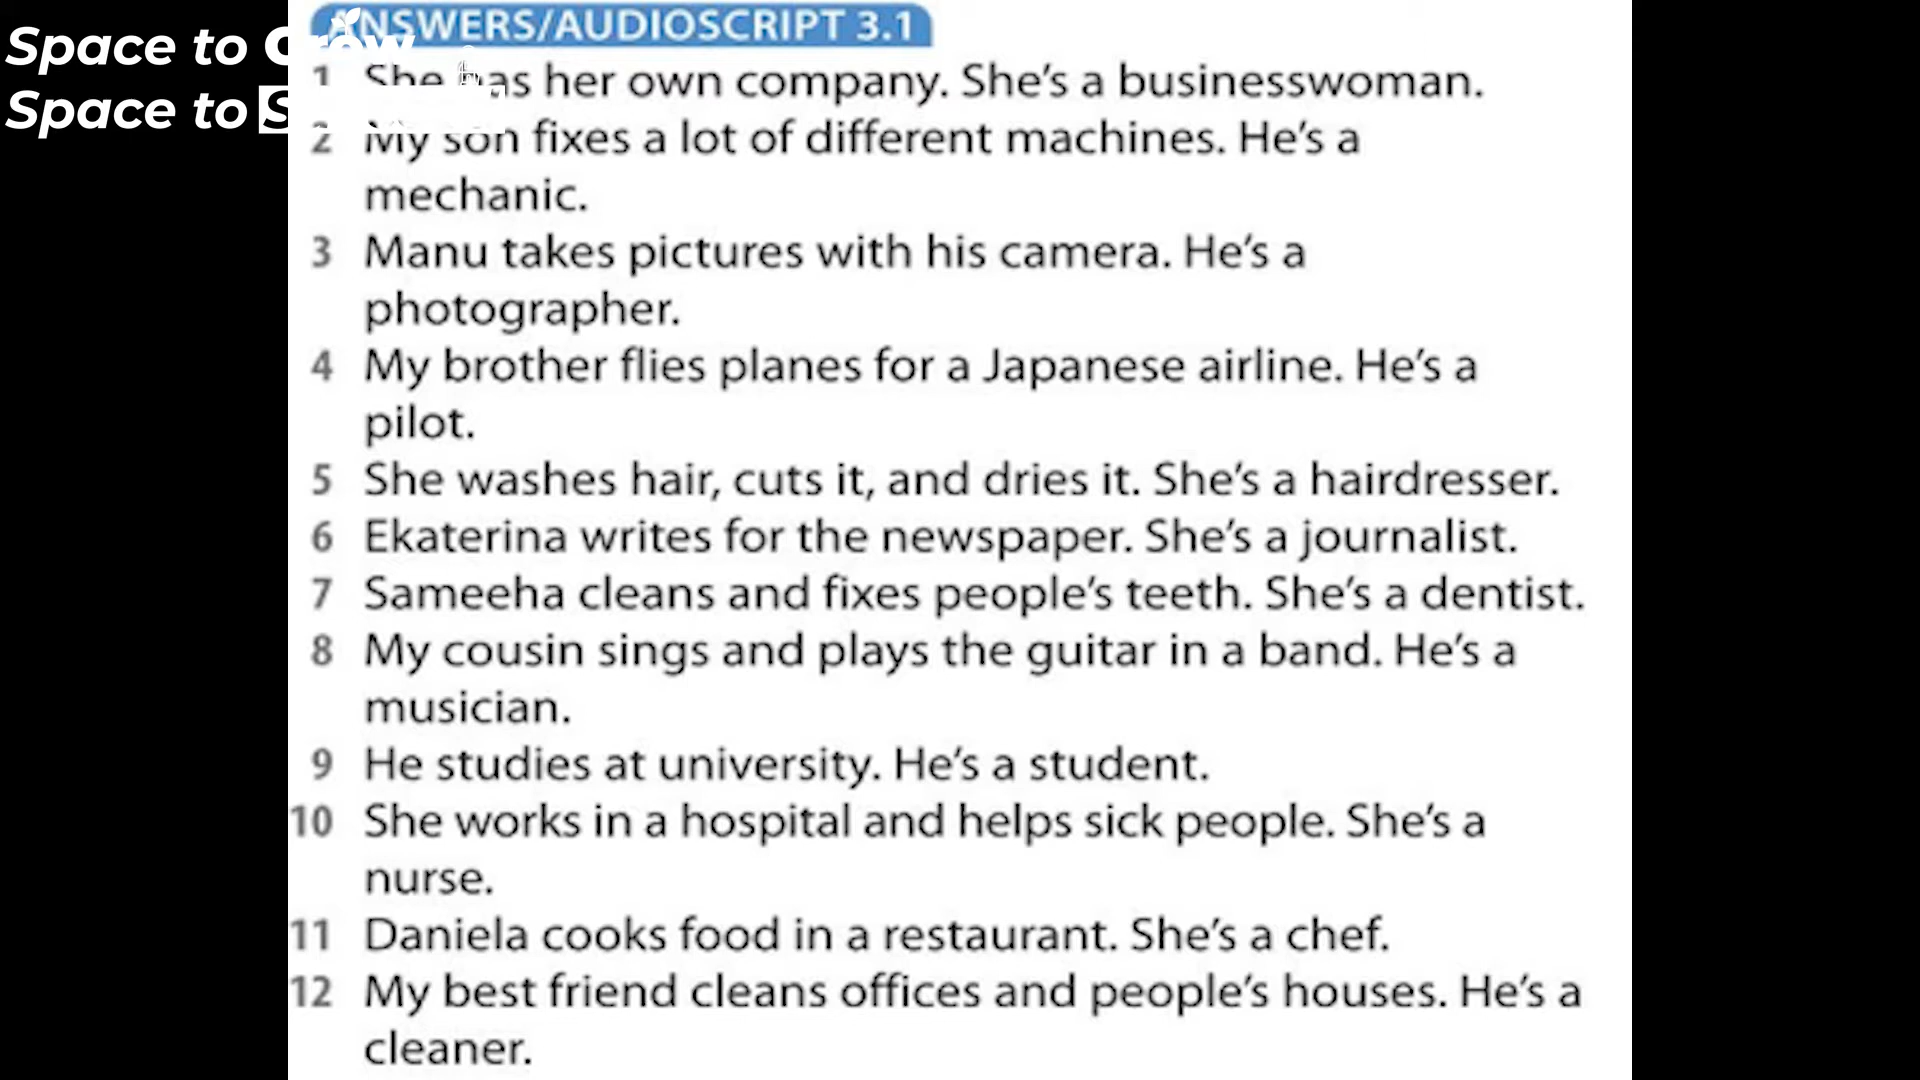 Space to Grow
Space to S
ANSWERS/AUDIOSCRIPT 3.1
1 She has her own company. She's a businesswoman.
2 My son fixes a lot of different machines. He's a
mechanic.
3 Manu takes pictures with his camera. He's a
photographer.
4 My brother flies planes for a Japanese airline. He's a
pilot.
5 She washes hair, cuts it, and dries it. She's a hairdresser.
6 Ekaterina writes for the newspaper. She's a journalist.
7 Sameeha cleans and fixes people's teeth. She's a dentist.
8 My cousin sings and plays the guitar in a band. He's a
musician.
9 He studies at university. He's a student.
10 She works in a hospital and helps sick people. She's a
nurse.
11 Daniela cooks food in a restaurant. She's a chef.
12 My best friend cleans offices and people's houses. He's a
cleaner.